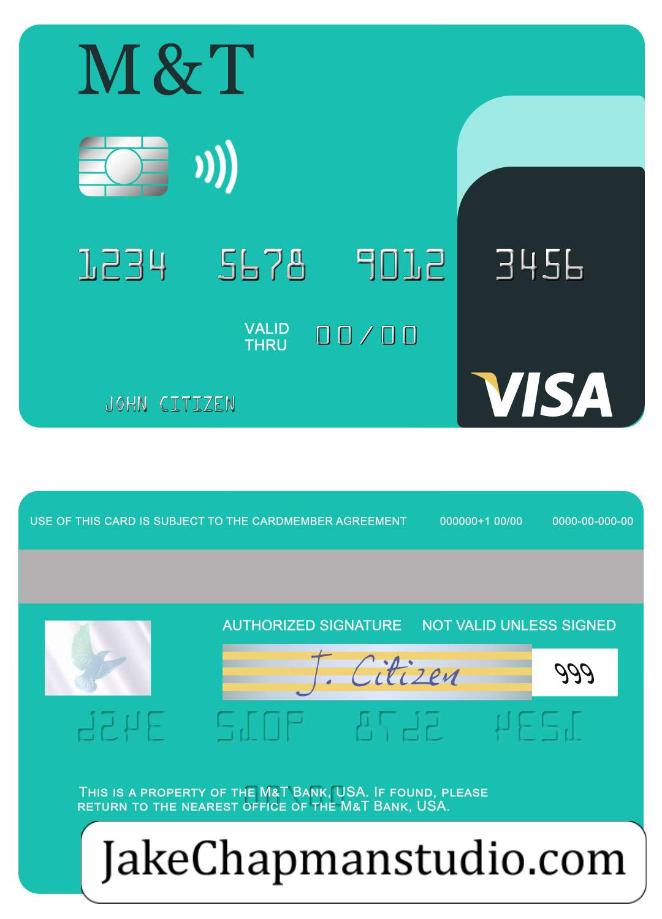 M&T
1234 5678 9012 3456
VALID
THRU 00/00
JOHN CITIZEN
VISA
USE OF THIS CARD IS SUBJECT TO THE CARDMEMBER AGREEMENT 000000+1 00/00 0000-00-000-00
AUTHORIZED SIGNATURE NOT VALID UNLESS SIGNED
J. Citizen 999
THIS IS A PROPERTY OF THE M&T BANK, USA. IF FOUND, PLEASE
RETURN TO THE NEAREST OFFICE OF THE M&T BANK, USA.
JakeChapmanstudio.com